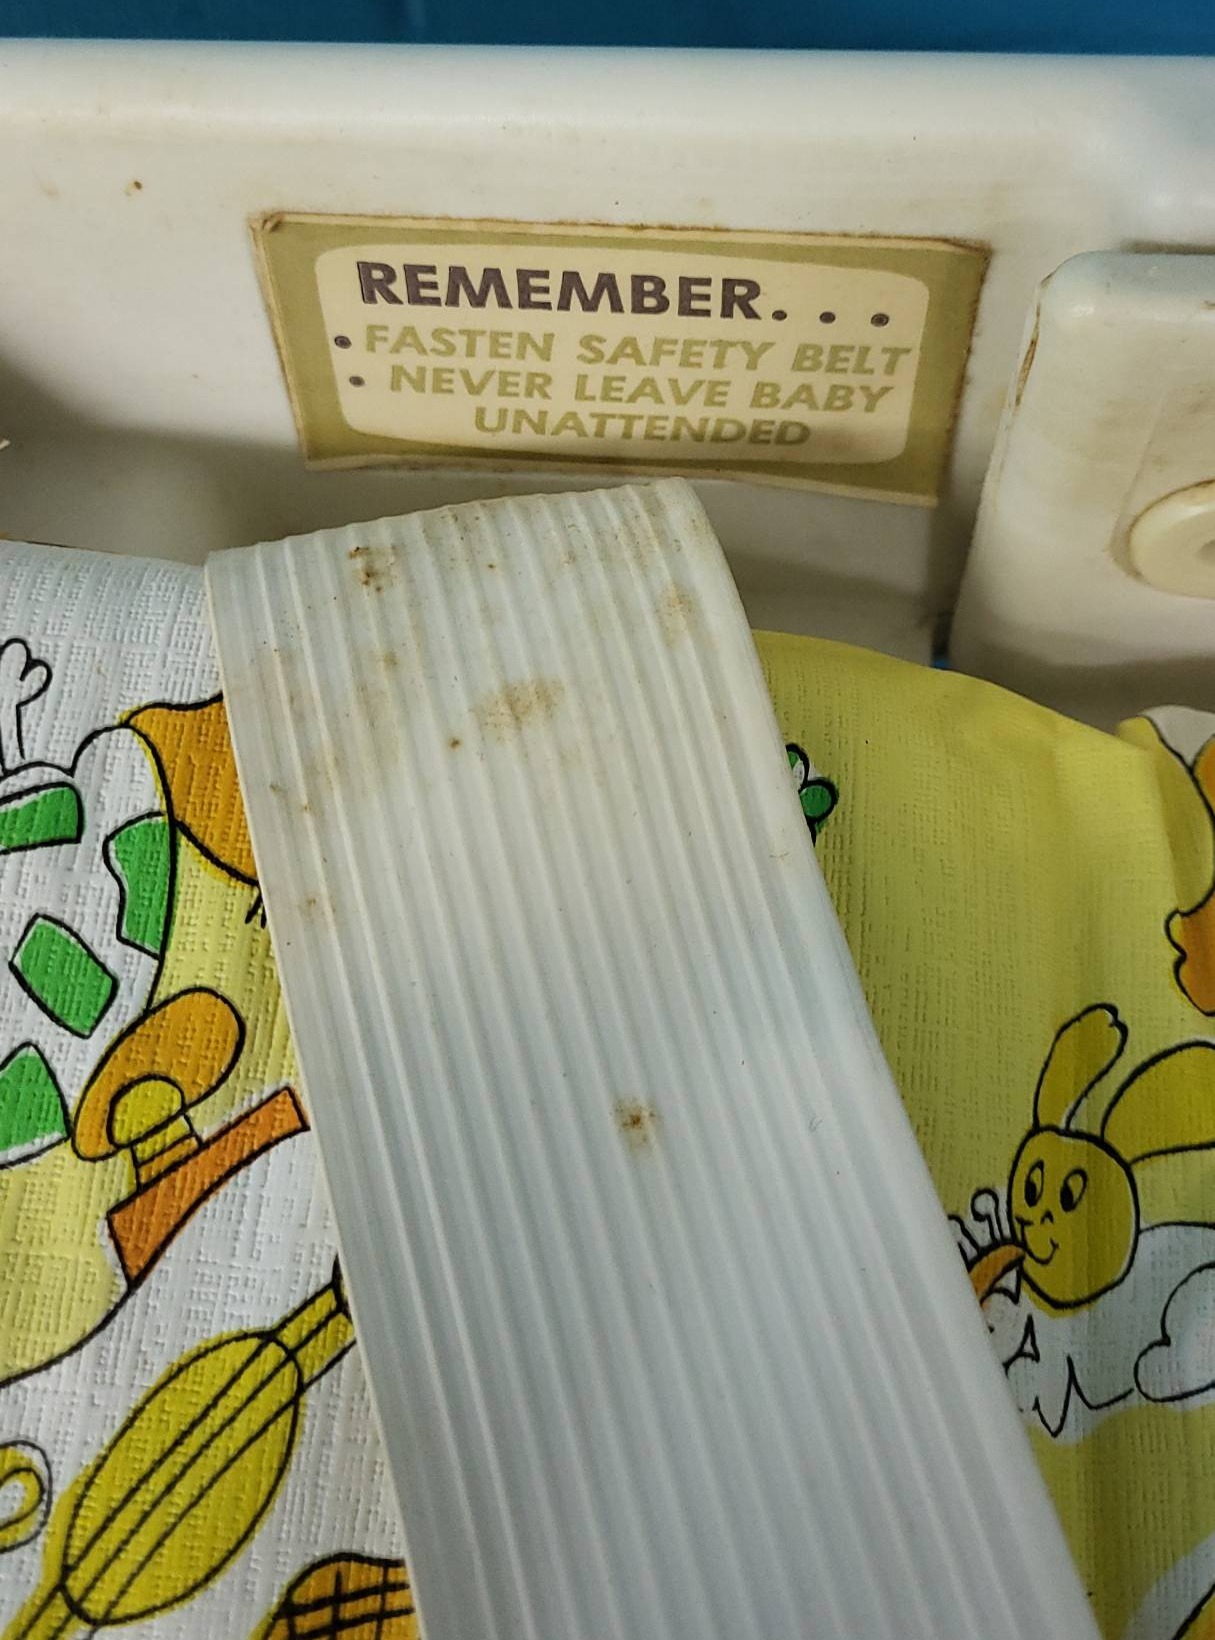 REMEMBER...
• FASTEN SAFETY BELT
• NEVER LEAVE BABY
UNATTENDED